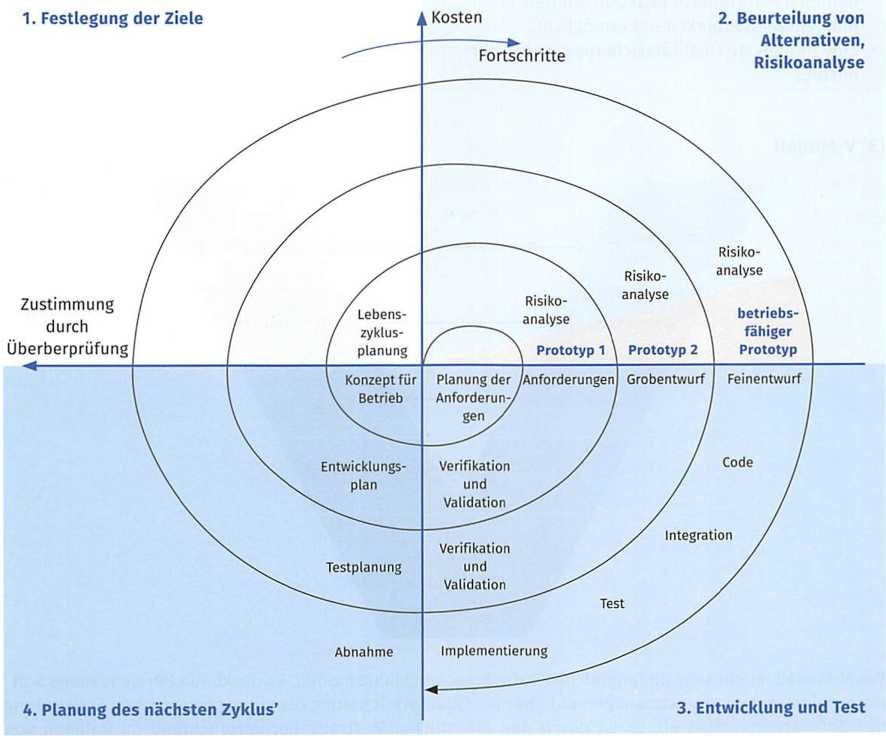 1. Festlegung der Ziele
Kosten
Fortschritte
2. Beurteilung von
Alternativen,
Risikoanalyse
Zustimmung
durch
Überberprüfung
Lebens-
zyklus-
planung
Risiko-
analyse
Risiko-
analyse
Risiko-
analyse
Prototyp 1
Prototyp 2
betriebs-
fähiger
Prototyp
Konzept für
Betrieb
Planung der
Anforderun-
gen
Anforderungen
Grobentwurf
Feinentwurf
Entwicklungs-
plan
Verifikation
und
Validation
Code
Integration
Testplanung
Verifikation
und
Validation
Test
Abnahme
Implementierung
4. Planung des nächsten Zyklus’
3. Entwicklung und Test